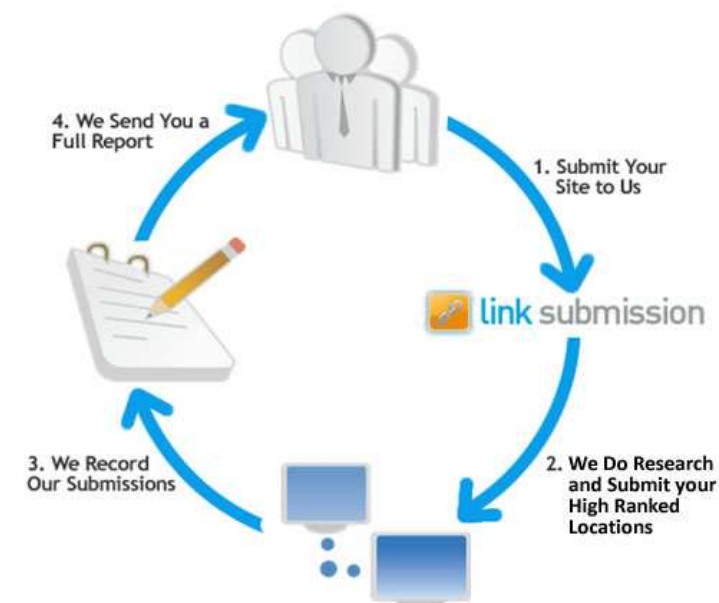 4. We Send You a
Full Report
1. Submit Your
Site to Us
link submission
3. We Record
Our Submissions
2. We Do Research
and Submit your
High Ranked
Locations